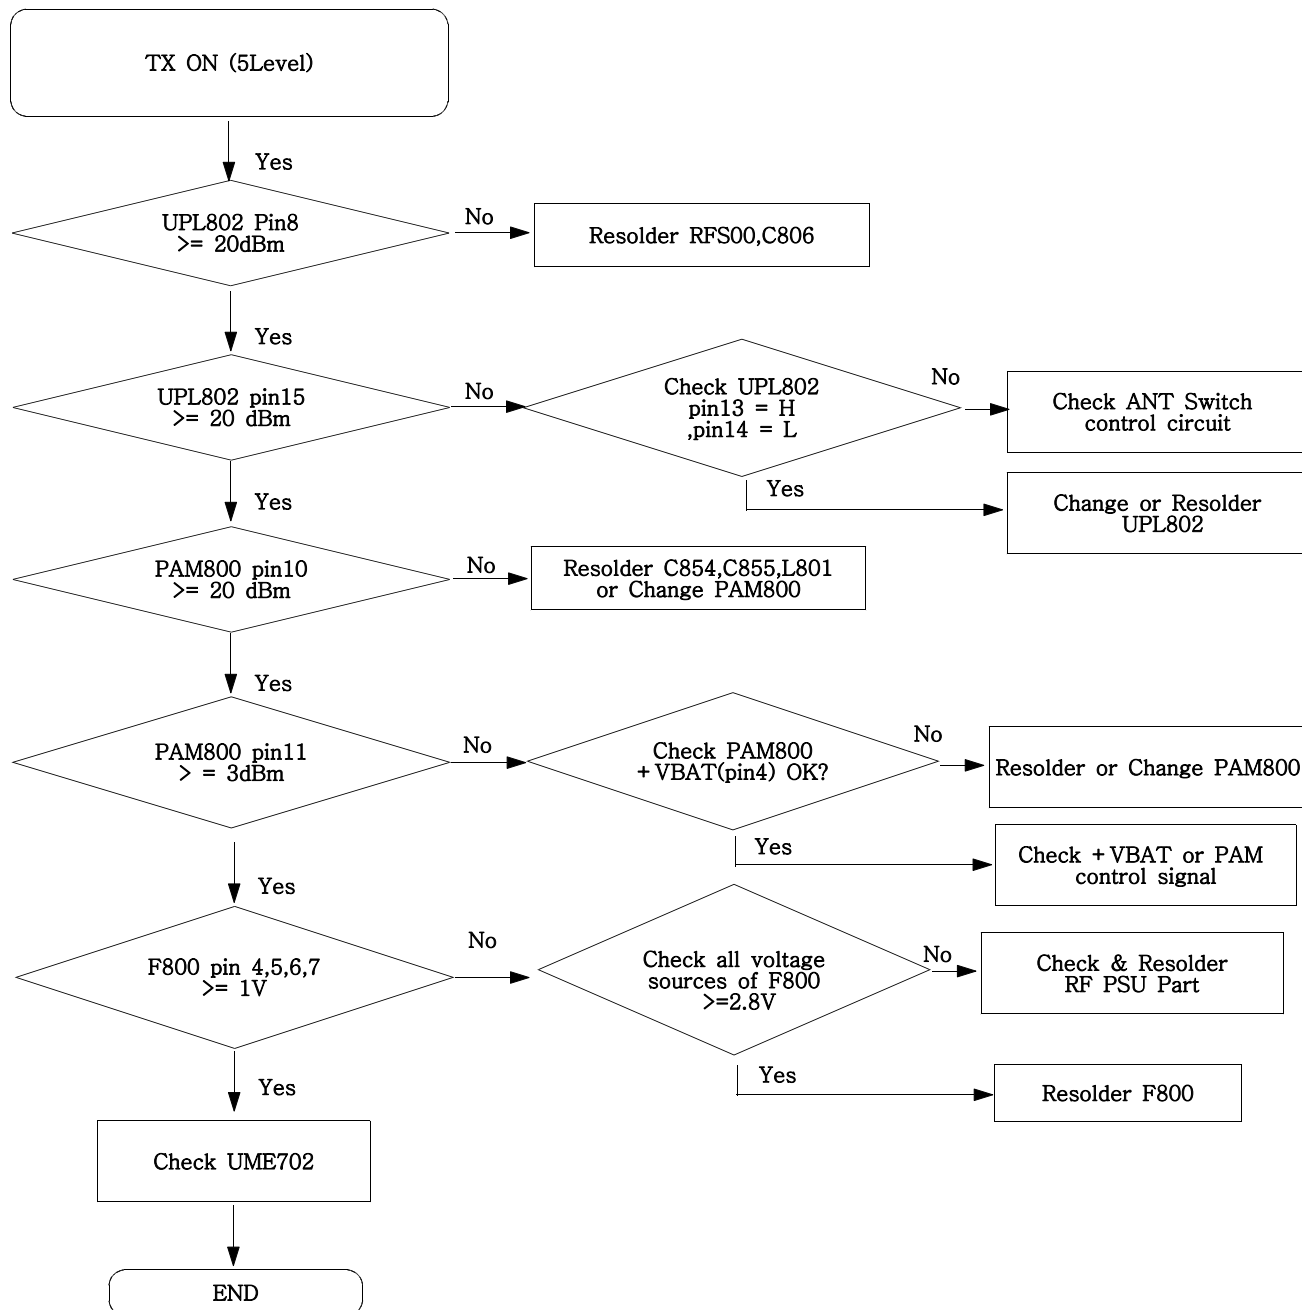 TX ON (5Level)
Yes
UPL802 Pin8
>= 20dBm
No
Resolder RFS00,C806
Yes
UPL802 pin15
>= 20 dBm
No
Check UPL802
pin13 = H
,pin14 = L
No
Check ANT Switch
control circuit
Yes
Change or Resolder
UPL802
Yes
PAM800 pin10
>= 20 dBm
No
Resolder C854,C855,L801
or Change PAM800
Yes
PAM800 pin11
> = 3dBm
No
Check PAM800
+VBAT(pin4) OK?
No
Resolder or Change PAM800
Yes
Check +VBAT or PAM
control signal
Yes
F800 pin 4,5,6,7
>= 1V
No
Check all voltage
sources of F800
>=2.8V
No
Check & Resolder
RF PSU Part
Yes
Resolder F800
Yes
Check UME702
END